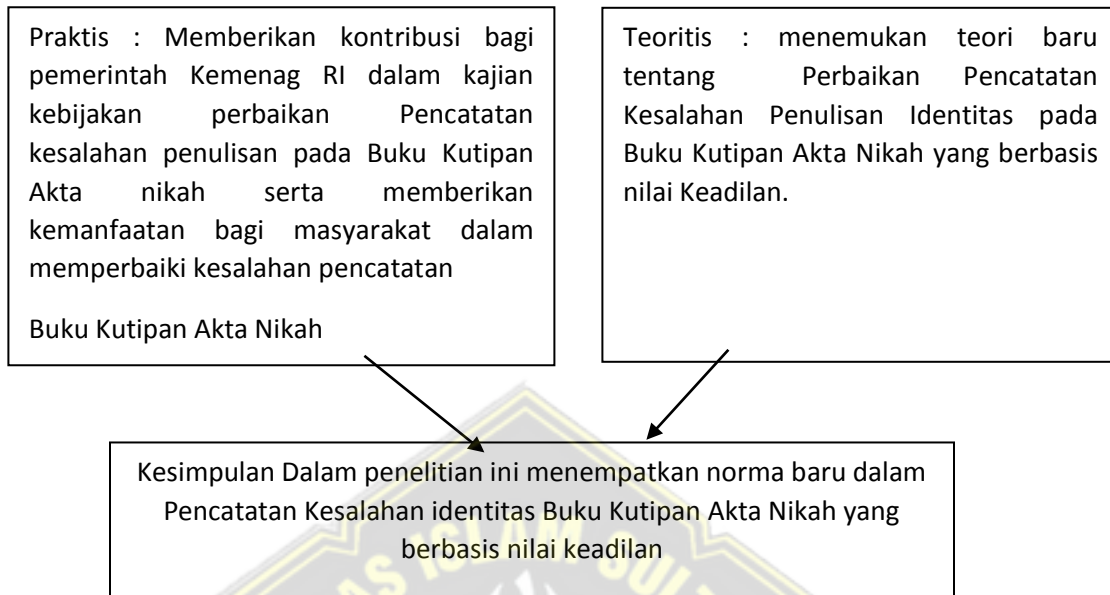 Praktis : Memberikan kontribusi bagi
pemerintah Kemenag RI dalam kajian
kebijakan perbaikan Pencatatan
kesalahan penulisan pada Buku Kutipan
Akta nikah serta memberikan
kemanfaatan bagi masyarakat dalam
memperbaiki kesalahan pencatatan
Buku Kutipan Akta Nikah
Teoritis : menemukan teori baru
tentang Perbaikan Pencatatan
Kesalahan Penulisan Identitas pada
Buku Kutipan Akta Nikah yang berbasis
nilai Keadilan.
Kesimpulan Dalam penelitian ini menempatkan norma baru dalam
Pencatatan Kesalahan identitas Buku Kutipan Akta Nikah yang
berbasis nilai keadilan
ISLAM